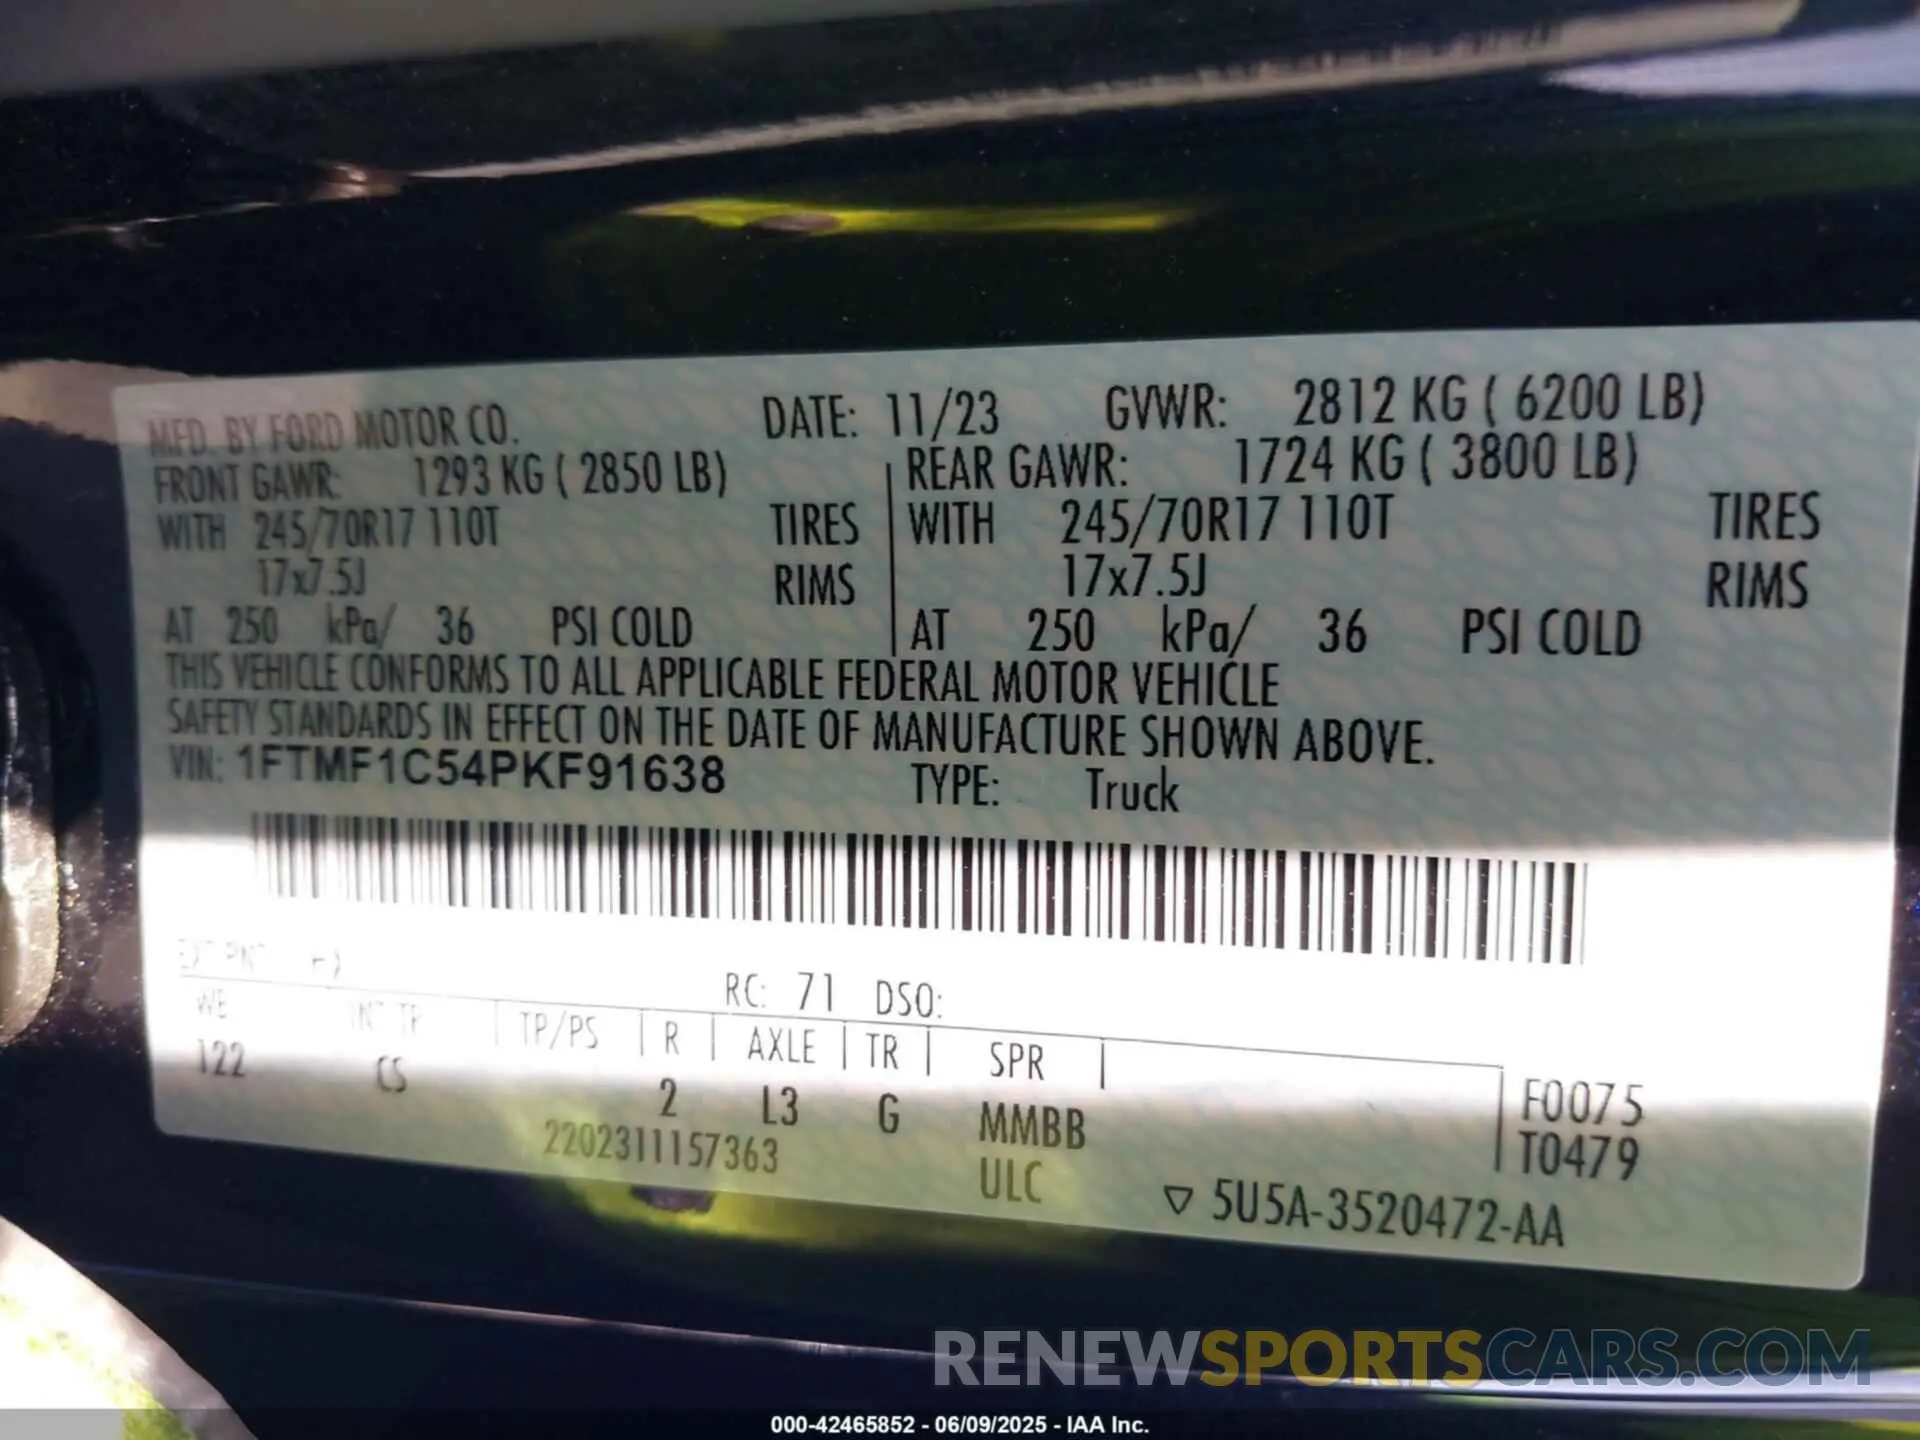 MFD. BY FORD MOTOR CO. DATE: 11/23 GVWR: 2812 KG ( 6200 LB)
FRONT GAWR: 1293 KG ( 2850 LB) REAR GAWR: 1724 KG ( 3800 LB)
WITH 245/70R17 110T TIRES WITH 245/70R17 110T TIRES
17x7.5J RIMS 17x7.5J RIMS
AT 250 kPa/ 36 PSI COLD AT 250 kPa/ 36 PSI COLD
THIS VEHICLE CONFORMS TO ALL APPLICABLE FEDERAL MOTOR VEHICLE
SAFETY STANDARDS IN EFFECT ON THE DATE OF MANUFACTURE SHOWN ABOVE.
VIN: 1FTMF1C54PKF91638 TYPE: Truck
EXT PNT: RC: 71 DSO:
WB INT TR TP/PS R AXLE TR SPR
122 CS 2 L3 G MMBB F0075
2202311157363 ULC T0479
▽ 5U5A-3520472-AA
RENEWSPORTSCARS.COM
000-42465852 - 06/09/2025 - IAA Inc.